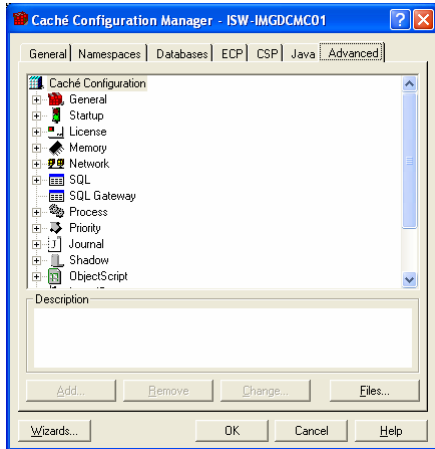 Caché Configuration Manager - ISW-IMGDCMC01
General Namespaces Databases ECP CSP Java Advanced
Caché Configuration
General
Startup
License
Memory
Network
SQL
SQL Gateway
Process
Priority
Journal
Shadow
ObjectScript
Description
Add... Remove Change... Files...
Wizards... OK Cancel Help